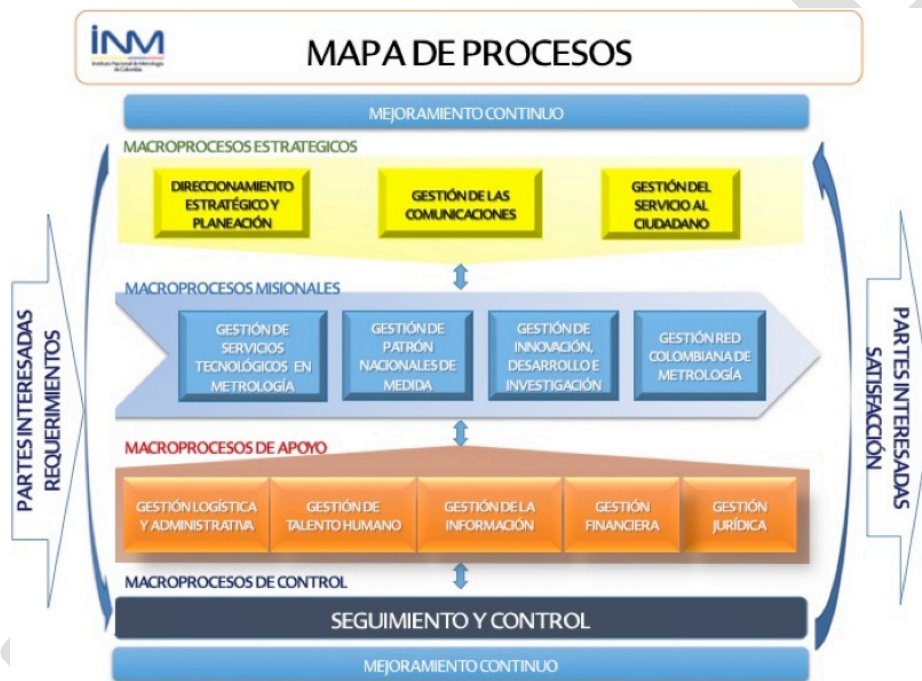 INM
Instituto Nacional de Metrología
de Colombia
MAPA DE PROCESOS
MEJORAMIENTO CONTINUO
MACROPROCESOS ESTRATEGICOS
DIRECCIONAMIENTO
ESTRATÉGICO Y
PLANEACIÓN
GESTIÓN DE LAS
COMUNICACIONES
GESTIÓN DEL
SERVICIO AL
CIUDADANO
MACROPROCESOS MISIONALES
GESTIÓN DE
SERVICIOS
TECNOLÓGICOS EN
METROLOGÍA
GESTIÓN DE
PATRÓN
NACIONALES DE
MEDIDA
GESTIÓN DE
INNOVACIÓN,
DESARROLLO E
INVESTIGACIÓN
GESTIÓN RED
COLOMBIANA DE
METROLOGÍA
MACROPROCESOS DE APOYO
GESTIÓN LOGÍSTICA
Y ADMINISTRATIVA
GESTIÓN DE
TALENTO HUMANO
GESTIÓN DE LA
INFORMACIÓN
GESTIÓN
FINANCIERA
GESTIÓN
JURÍDICA
MACROPROCESOS DE CONTROL
SEGUIMIENTO Y CONTROL
MEJORAMIENTO CONTINUO
PARTES INTERESADAS
REQUERIMIENTOS
PARTES INTERESADAS
SATISFACCIÓN